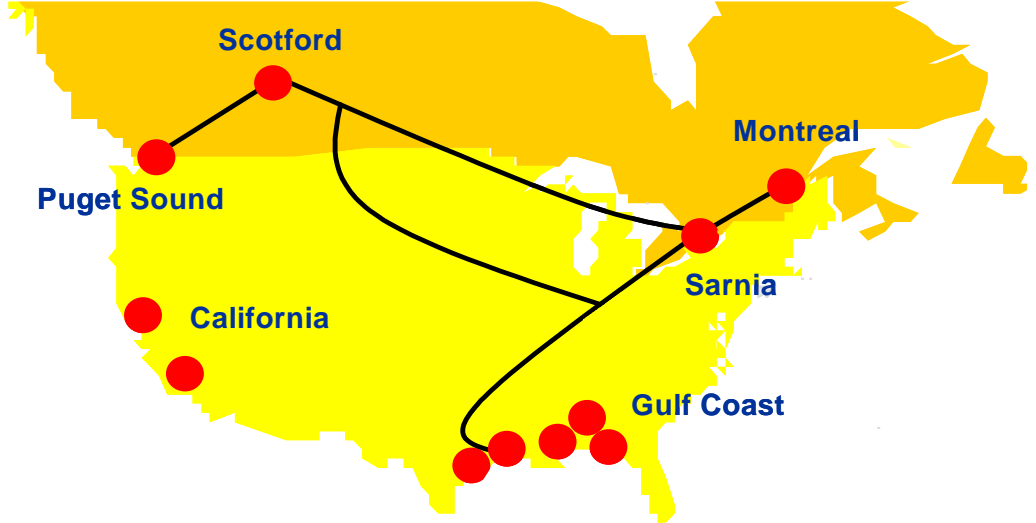 Scotford
Montreal
Puget Sound
Sarnia
California
Gulf Coast